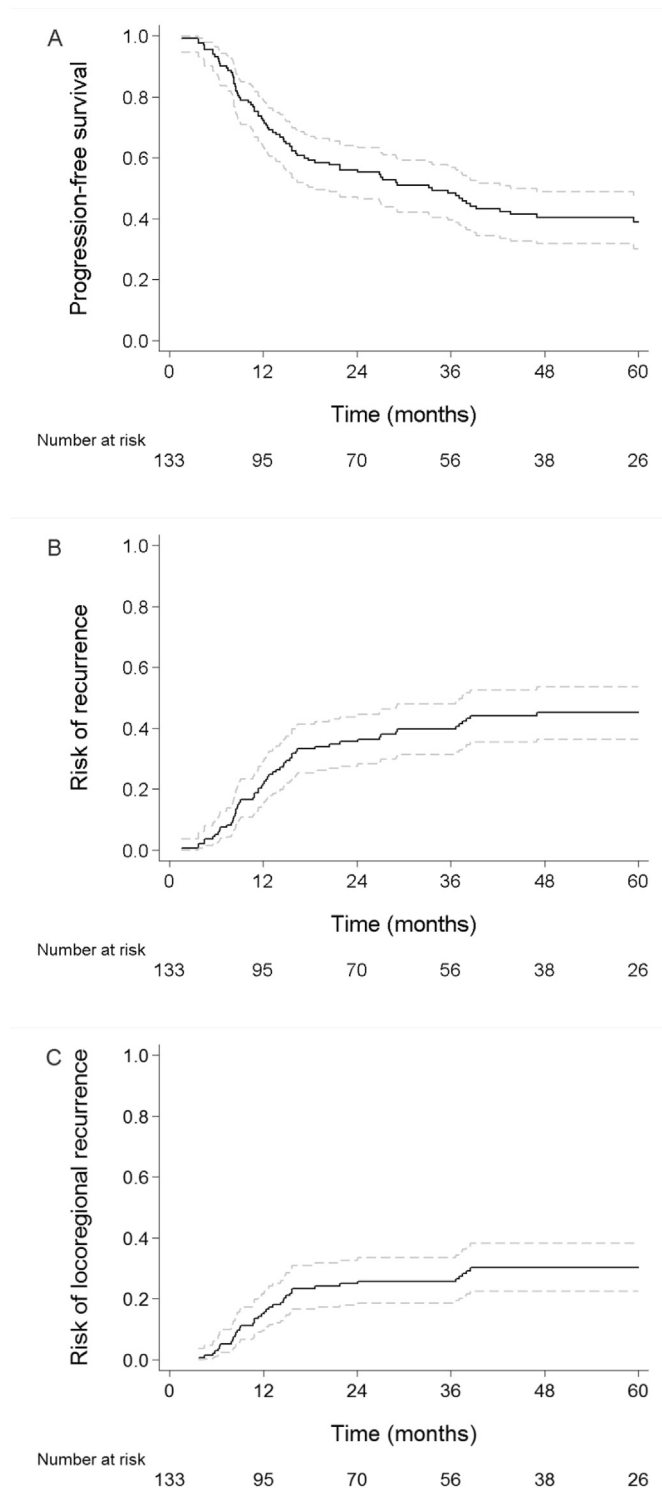 A
Progression-free survival
1.0
0.8
0.6
0.4
0.2
0.0
0 12 24 36 48 60
Time (months)
Number at risk
133 95 70 56 38 26
B
Risk of recurrence
1.0
0.8
0.6
0.4
0.2
0.0
0 12 24 36 48 60
Time (months)
Number at risk
133 95 70 56 38 26
C
Risk of locoregional recurrence
1.0
0.8
0.6
0.4
0.2
0.0
0 12 24 36 48 60
Time (months)
Number at risk
133 95 70 56 38 26